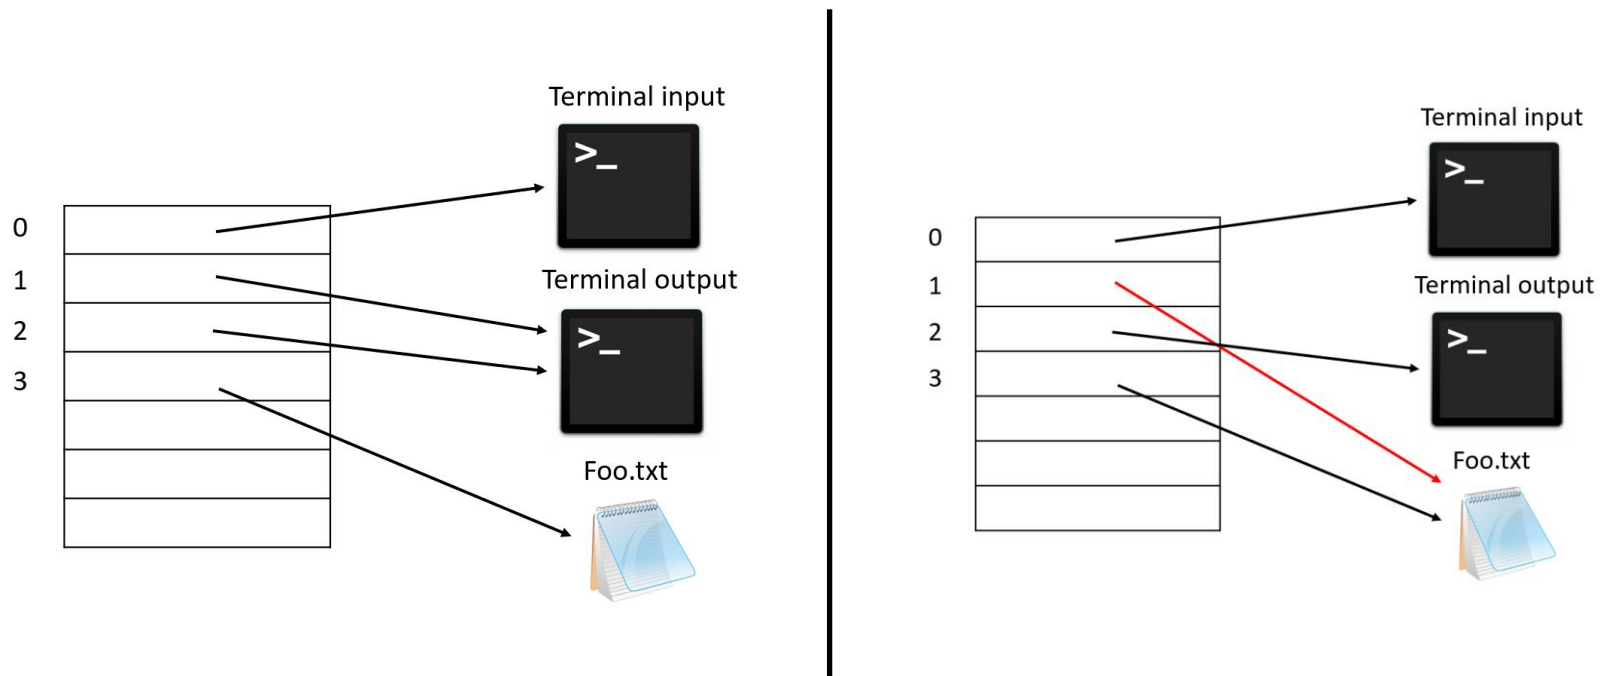 Terminal input
>_
0
1
2
3
Terminal output
>_
Foo.txt
Terminal input
>_
0
1
2
3
Terminal output
>_
Foo.txt